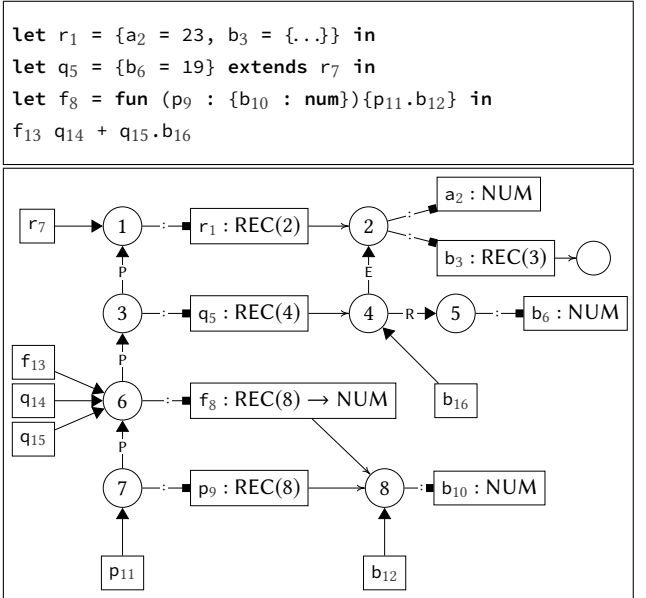 let r₁ = {a₂ = 23, b₃ = {...}} in
let q₅ = {b₆ = 19} extends r₇ in
let f₈ = fun (p₉ : {b₁₀ : num}){p₁₁.b₁₂} in
f₁₃ q₁₄ + q₁₅.b₁₆
a₂ : NUM
r₇ 1 : r₁ : REC(2) 2 :
: b₃ : REC(3)
P E
3 : q₅ : REC(4) 4 R 5 : b₆ : NUM
P
f₁₃
q₁₄ 6 : f₈ : REC(8) → NUM b₁₆
q₁₅
P
7 : p₉ : REC(8) 8 : b₁₀ : NUM
p₁₁ b₁₂